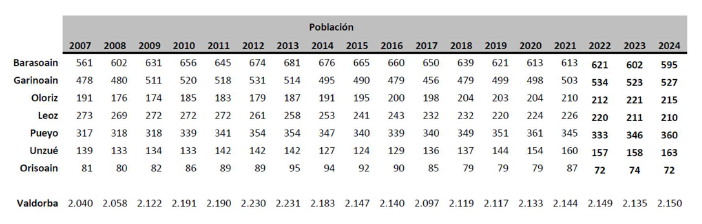 Población
2007 2008 2009 2010 2011 2012 2013 2014 2015 2016 2017 2018 2019 2020 2021 2022 2023 2024
Barasoain 561 602 631 656 645 674 681 676 665 660 650 639 621 613 613 621 602 595
Garinoain 478 480 511 520 518 531 514 495 490 479 456 479 499 498 503 534 523 527
Oloriz 191 176 174 185 183 179 187 191 195 200 198 204 203 204 210 212 221 215
Leoz 273 269 272 272 272 261 258 253 241 243 232 232 220 224 226 220 211 210
Pueyo 317 318 318 339 341 354 354 347 340 339 340 349 351 361 345 333 346 360
Unzué 139 133 134 133 142 142 142 127 124 129 136 137 144 154 160 157 158 163
Orisoain 81 80 82 86 89 89 95 94 92 90 85 79 79 79 87 72 74 72
Valdorba 2.040 2.058 2.122 2.191 2.190 2.230 2.231 2.183 2.147 2.140 2.097 2.119 2.117 2.133 2.144 2.149 2.135 2.150